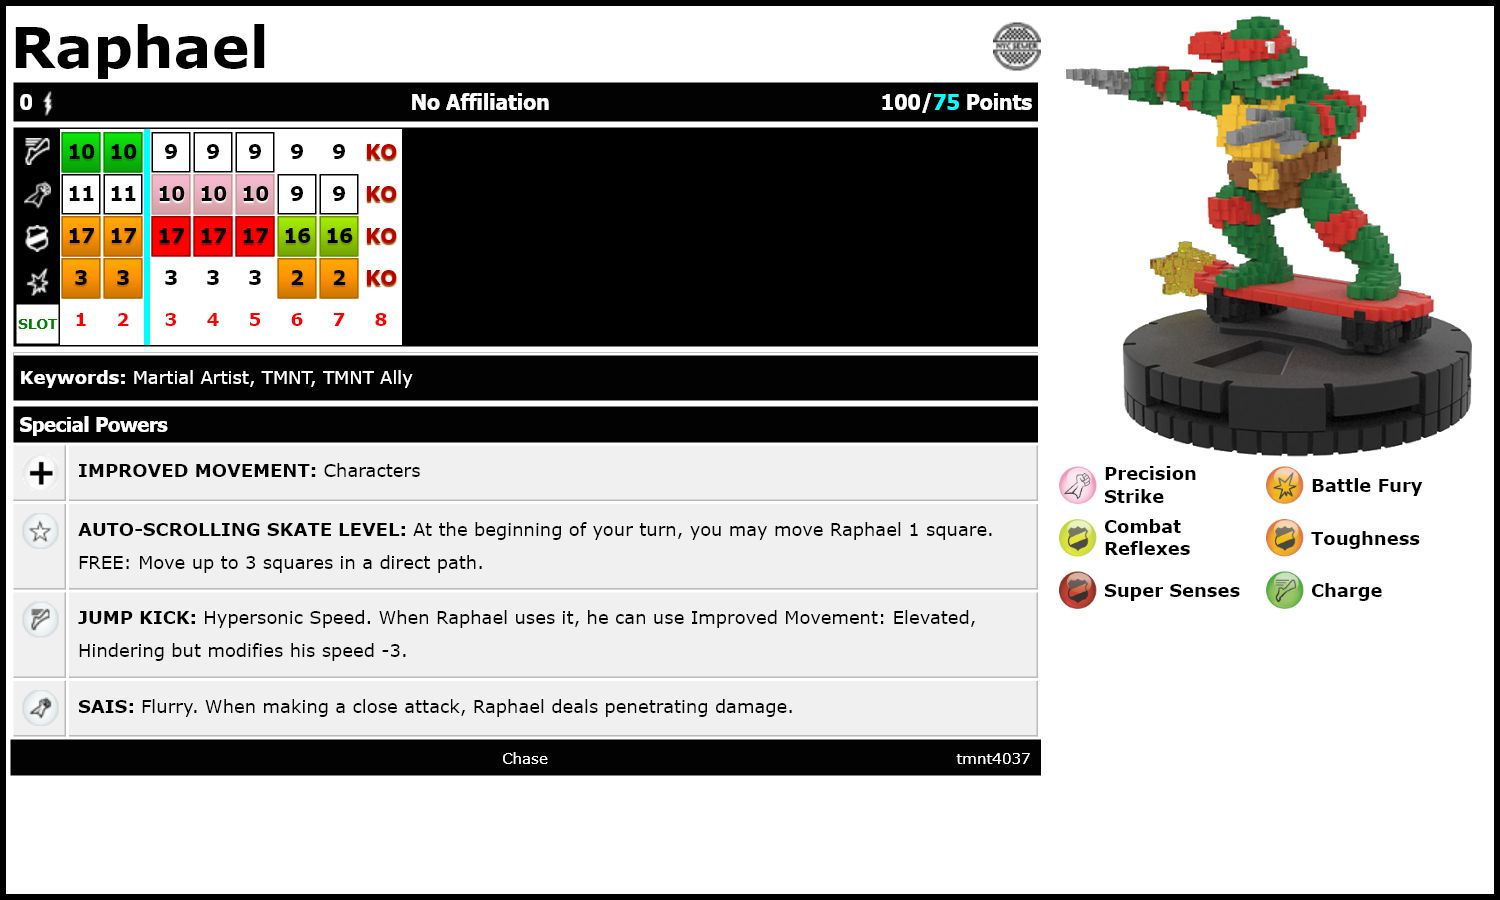 Raphael
NYC SEWER
0 No Affiliation 100/75 Points
10 10 9 9 9 9 9 KO
11 11 10 10 10 9 9 KO
17 17 17 17 17 16 16 KO
3 3 3 3 3 2 2 KO
SLOT 1 2 3 4 5 6 7 8
Keywords: Martial Artist, TMNT, TMNT Ally
Special Powers
IMPROVED MOVEMENT: Characters
AUTO-SCROLLING SKATE LEVEL: At the beginning of your turn, you may move Raphael 1 square.
FREE: Move up to 3 squares in a direct path.
JUMP KICK: Hypersonic Speed. When Raphael uses it, he can use Improved Movement: Elevated,
Hindering but modifies his speed -3.
SAIS: Flurry. When making a close attack, Raphael deals penetrating damage.
Chase tmnt4037
Precision
Strike
Battle Fury
Combat
Reflexes
Toughness
Super Senses
Charge